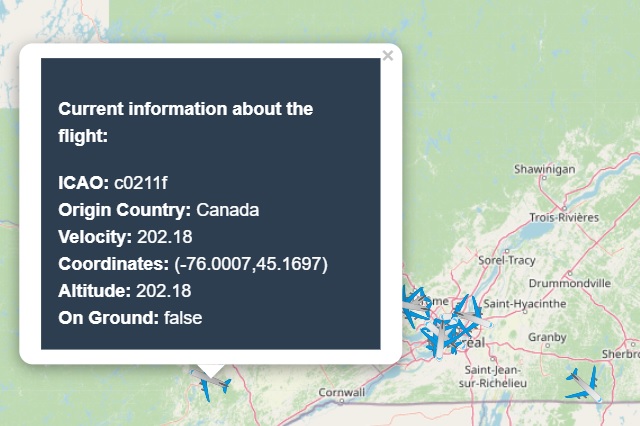 ×
Current information about the
flight:
ICAO: c0211f
Origin Country: Canada
Velocity: 202.18
Coordinates: (-76.0007,45.1697)
Altitude: 202.18
On Ground: false
Shawinigan
Trois-Rivières
Sorel-Tracy
Drummondville
Saint-Hyacinthe
Granby
Saint-Jean-
sur-Richelieu
Cornwall